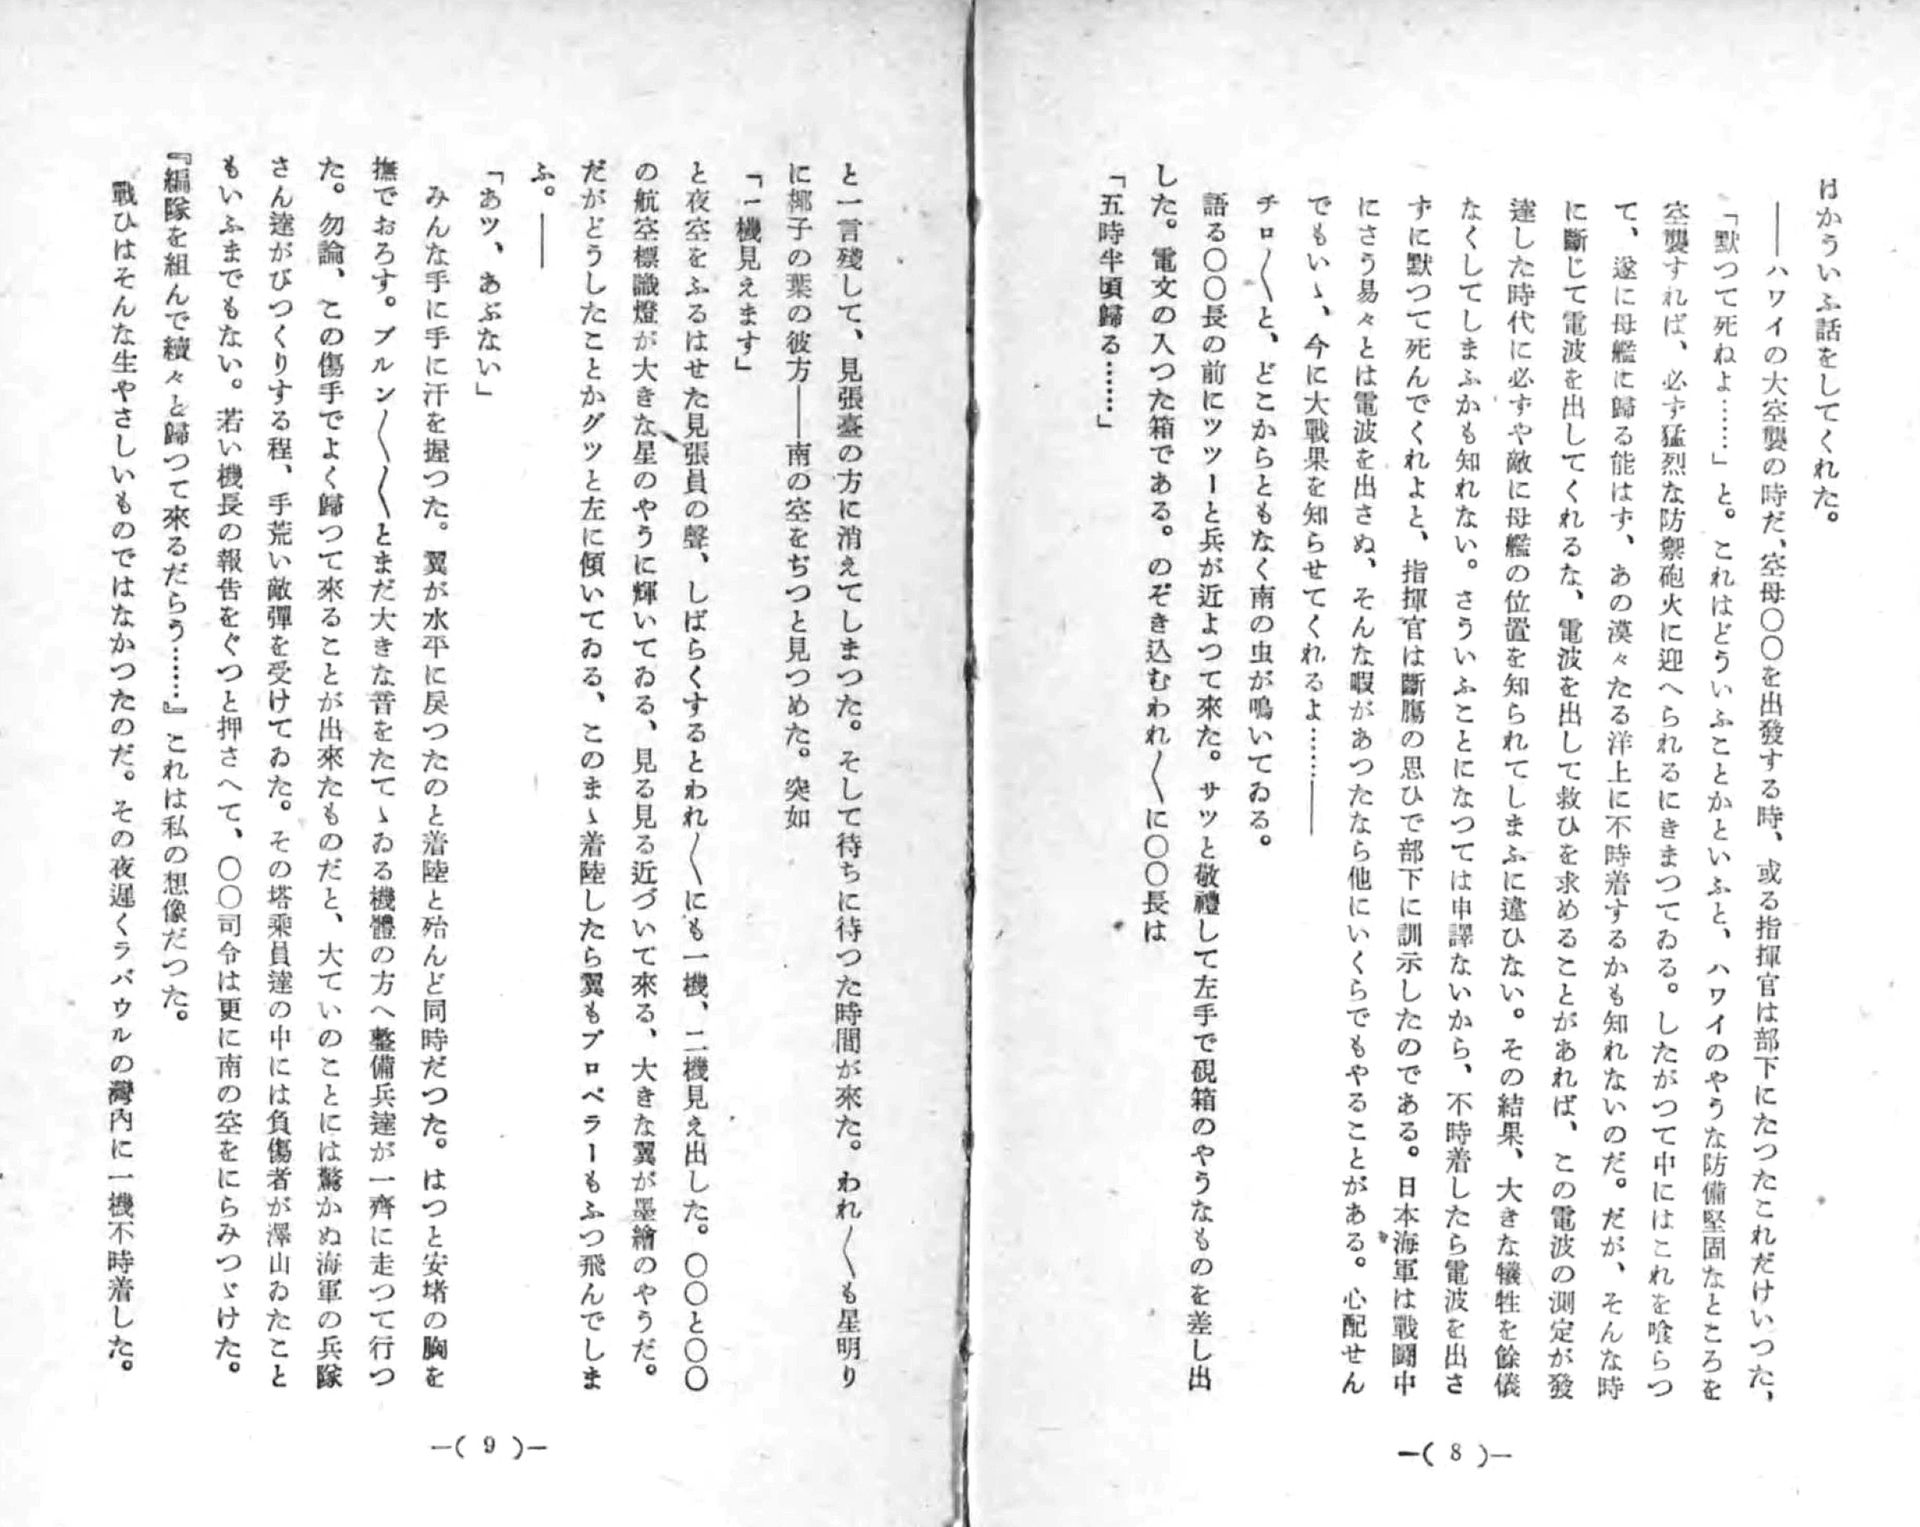 はかういふ話をしてくれた。
――ハワイの大空襲の時だ、空母〇〇を出發する時、或る指揮官は部下にたつたこれだけいつた、
「默つて死ねよ……」と。これはどういふことかといふと、ハワイのやうな防備堅固なところを
空襲すれば、必ず猛烈な防禦砲火に迎へられるにきまつてゐる。したがつて中にはこれを喰らつ
て、遂に母艦に歸る能はず、あの漠々たる洋上に不時着するかも知れないのだ。だが、そんな時
に斷じて電波を出してくれるな、電波を出して救ひを求めることがあれば、この電波の測定が發
達した時代に必ずや敵に母艦の位置を知られてしまふに違ひない。その結果、大きな犧牲を餘儀
なくしてしまふかも知れない。さういふことになつては申譯ないから、不時着したら電波を出さ
ずに默つて死んでくれよと、指揮官は斷膓の思ひで部下に訓示したのである。日本海軍は戰鬪中
にさう易々とは電波を出さぬ、そんな暇があつたなら他にいくらでもやることがある。心配せん
でもいゝ、今に大戰果を知らせてくれるよ……――
チロ〱と、どこからともなく南の虫が鳴いてゐる。
語る〇〇長の前にツツーと兵が近よつて來た。サッと敬禮して左手で硯箱のやうなものを差し出
した。電文の入つた箱である。のぞき込むわれ〱に〇〇長は
「五時半頃歸る……」
―( 8 )―
と一言殘して、見張臺の方に消えてしまつた。そして待ちに待つた時間が來た。われ〱も星明り
に椰子の葉の彼方――南の空をぢつと見つめた。突如
「一機見えます」
と夜空をふるはせた見張員の聲、しばらくするとわれ〱にも一機、二機見え出した。〇〇と〇〇
の航空標識燈が大きな星のやうに輝いてゐる、見る見る近づいて來る、大きな翼が墨繪のやうだ。
だがどうしたことかグッと左に傾いてゐる、このまゝ着陸したら翼もプロペラーもふつ飛んでしま
ふ。――
「あツ、あぶない」
みんな手に手に汗を握つた。翼が水平に戾つたのと着陸と殆んど同時だつた。はつと安堵の胸を
撫でおろす。ブルン〱〱とまだ大きな音をたてゝゐる機體の方へ整備兵達が一齊に走つて行つ
た。勿論、この傷手でよく歸つて來ることが出來たものだと、大ていのことには驚かぬ海軍の兵隊
さん達がびつくりする程、手荒い敵彈を受けてゐた。その塔乘員達の中には負傷者が澤山ゐたこと
もいふまでもない。若い機長の報告をぐつと押さへて、〇〇司令は更に南の空をにらみつゞけた。
『編隊を組んで續々と歸つて來るだらう……』これは私の想像だつた。
戰ひはそんな生やさしいものではなかつたのだ。その夜遲くラバウルの灣內に一機不時着した。
―( 9 )―